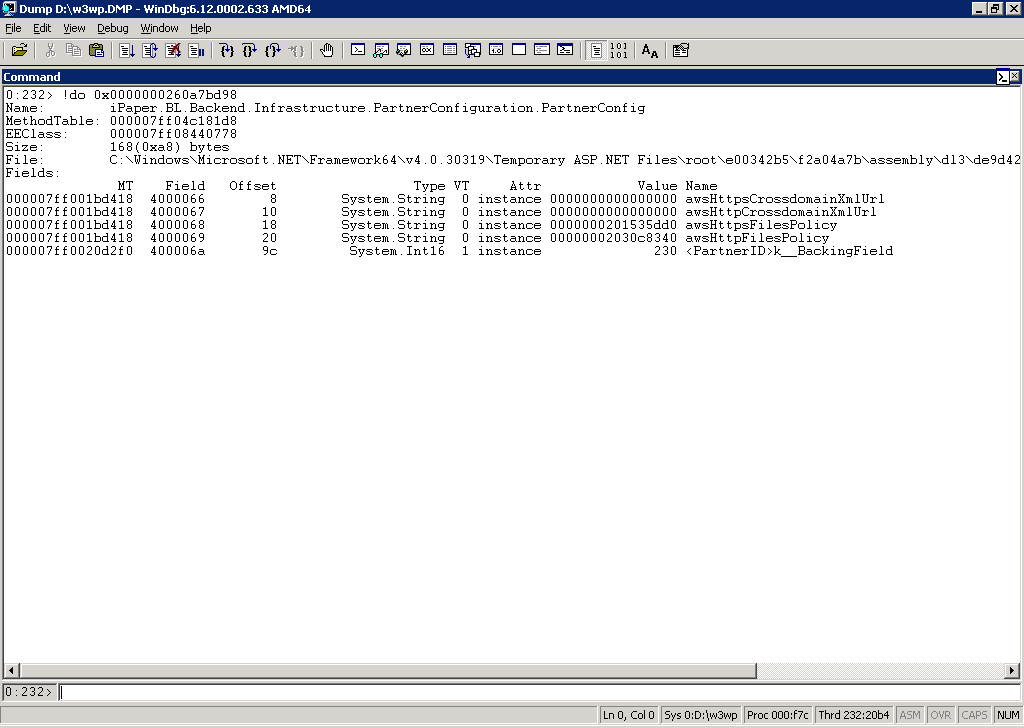 Dump D:\w3wp.DMP - WinDbg:6.12.0002.633 AMD64
File Edit View Debug Window Help
Command
0:232> !do 0x0000000260a7bd98
Name: iPaper.BL.Backend.Infrastructure.PartnerConfiguration.PartnerConfig
MethodTable: 000007ff04c181d8
EEClass: 000007ff08440778
Size: 168(0xa8) bytes
File: C:\Windows\Microsoft.NET\Framework64\v4.0.30319\Temporary ASP.NET Files\root\e00342b5\f2a04a7b\assembly\dl3\de9d42
Fields:
MT Field Offset Type VT Attr Value Name
000007ff001bd418 4000066 8 System.String 0 instance 0000000000000000 awsHttpsCrossdomainXmlUrl
000007ff001bd418 4000067 10 System.String 0 instance 0000000000000000 awsHttpCrossdomainXmlUrl
000007ff001bd418 4000068 18 System.String 0 instance 0000000201535dd0 awsHttpsFilesPolicy
000007ff001bd418 4000069 20 System.String 0 instance 00000002030c8340 awsHttpFilesPolicy
000007ff0020d2f0 400006a 9c System.Int16 1 instance 230 <PartnerID>k__BackingField
0:232>
Ln 0, Col 0 Sys 0:D:\w3wp Proc 000:f7c Thrd 232:20b4 ASM OVR CAPS NUM